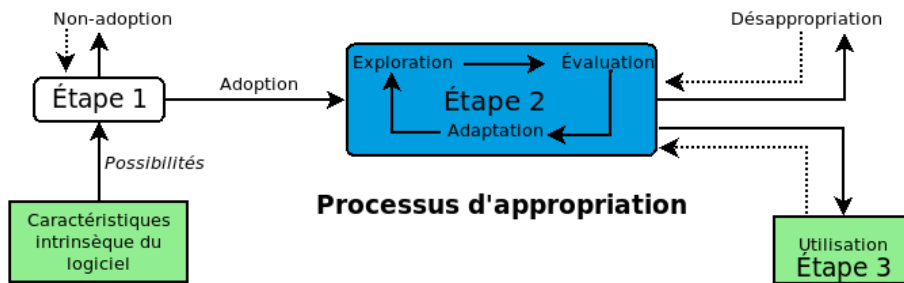 Non-adoption
Désappropriation
Exploration
Évaluation
Étape 1
Adoption
Étape 2
Adaptation
Possibilités
Processus d'appropriation
Caractéristiques
intrinsèque du
logiciel
Utilisation
Étape 3